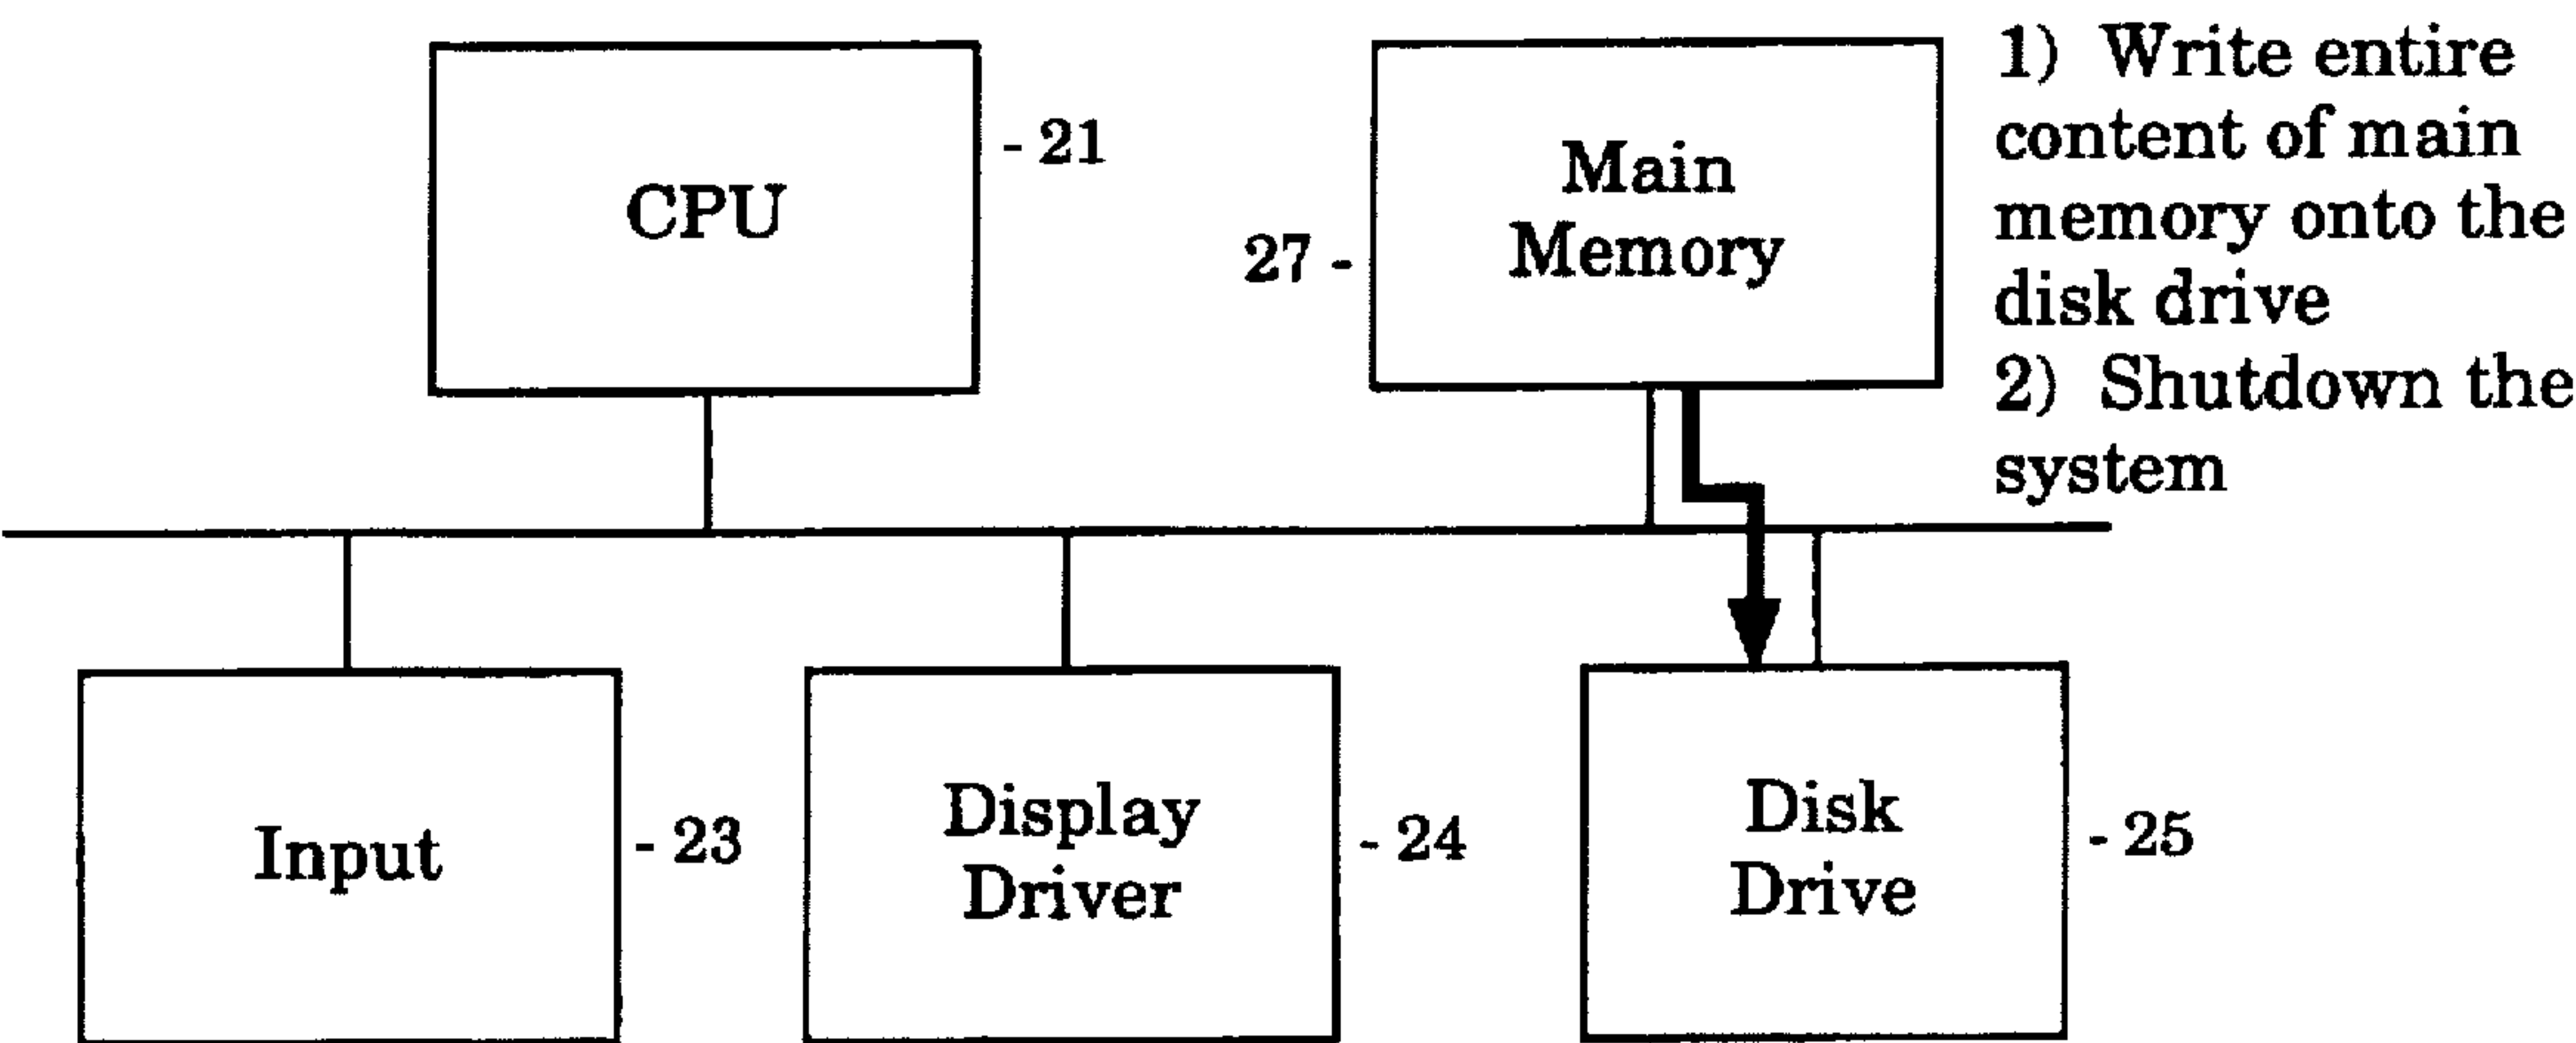 CPU
- 21
Main
Memory
27 -
1) Write entire
content of main
memory onto the
disk drive
2) Shutdown the
system
Input
- 23
Display
Driver
- 24
Disk
Drive
- 25